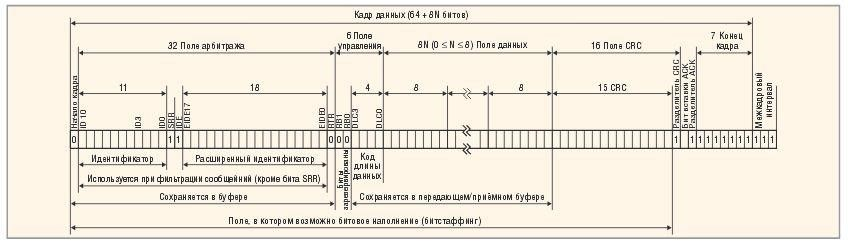 Кадр данных (64 + 8N битов)
32 Поле арбитража
6 Поле управления
8N (0 ≤ N ≤ 8) Поле данных
16 Поле CRC
7 Конец кадра
11
18
4
8
8
15 CRC
Начало кадра
ID10
ID3
ID0
SRR
IDE
EIDE17
EIDE0
RTR
RB1
RB0
DLC3
DLC0
Разделитель CRC
Бит вставки ACK
Разделитель ACK
Межкадровый интервал
0
1 1
0 0 0
1
1 1 1 1 1 1 1 1 1 1 1
Идентификатор
Расширенный идентификатор
Биты зарезервированы
Код длины данных
Используется при фильтрации сообщейний (кроме бита SRR)
Сохраняется в буфере
Сохраняется в передающем/приёмном буфере
Поле, в котором возможно битовое наполнение (битстаффинг)